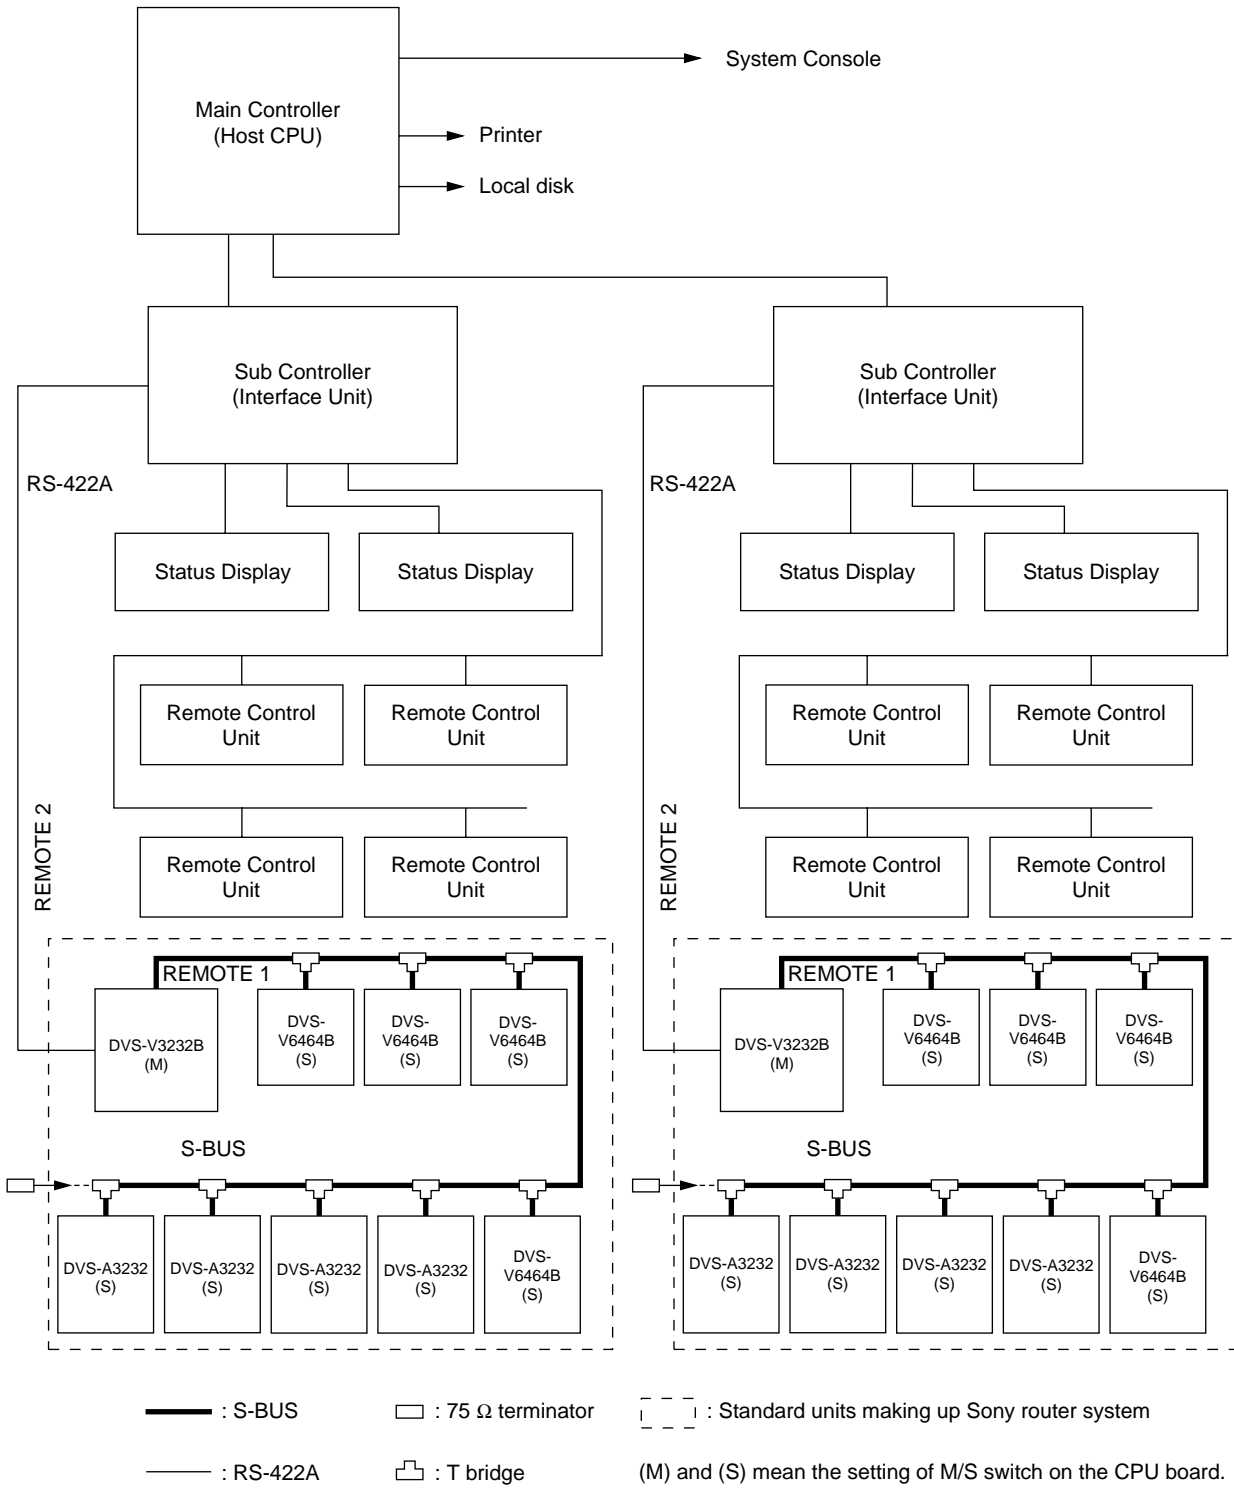 System Console
Main Controller
(Host CPU)
Printer
Local disk
Sub Controller
(Interface Unit)
Sub Controller
(Interface Unit)
RS-422A
RS-422A
Status Display
Status Display
Status Display
Status Display
Remote Control
Unit
Remote Control
Unit
Remote Control
Unit
Remote Control
Unit
REMOTE 2
REMOTE 2
Remote Control
Unit
Remote Control
Unit
Remote Control
Unit
Remote Control
Unit
REMOTE 1
REMOTE 1
DVS-V3232B
(M)
DVS-
V6464B
(S)
DVS-
V6464B
(S)
DVS-
V6464B
(S)
DVS-V3232B
(M)
DVS-
V6464B
(S)
DVS-
V6464B
(S)
DVS-
V6464B
(S)
S-BUS
S-BUS
DVS-A3232
(S)
DVS-A3232
(S)
DVS-A3232
(S)
DVS-A3232
(S)
DVS-
V6464B
(S)
DVS-A3232
(S)
DVS-A3232
(S)
DVS-A3232
(S)
DVS-A3232
(S)
DVS-
V6464B
(S)
: S-BUS
: 75 Ω terminator
: Standard units making up Sony router system
: RS-422A
: T bridge
(M) and (S) mean the setting of M/S switch on the CPU board.